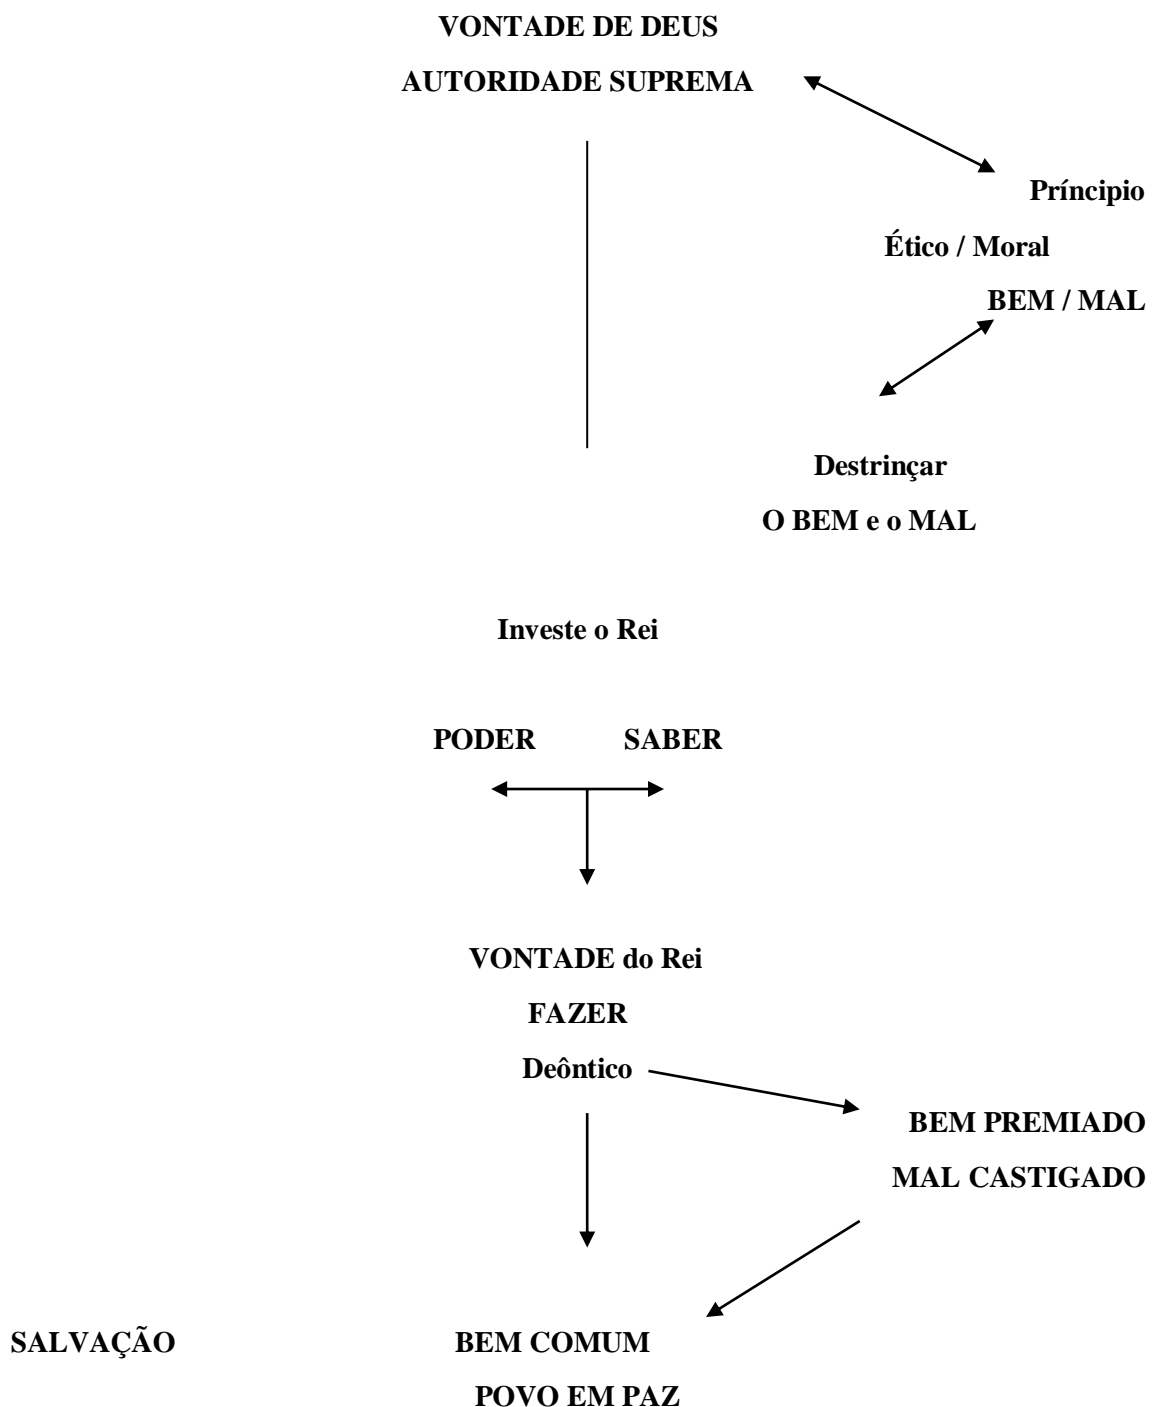 VONTADE DE DEUS
AUTORIDADE SUPREMA
Príncipio
Ético / Moral
BEM / MAL
Destrinçar
O BEM e o MAL
Investe o Rei
PODER SABER
VONTADE do Rei
FAZER
Deôntico
BEM PREMIADO
MAL CASTIGADO
SALVAÇÃO BEM COMUM
POVO EM PAZ